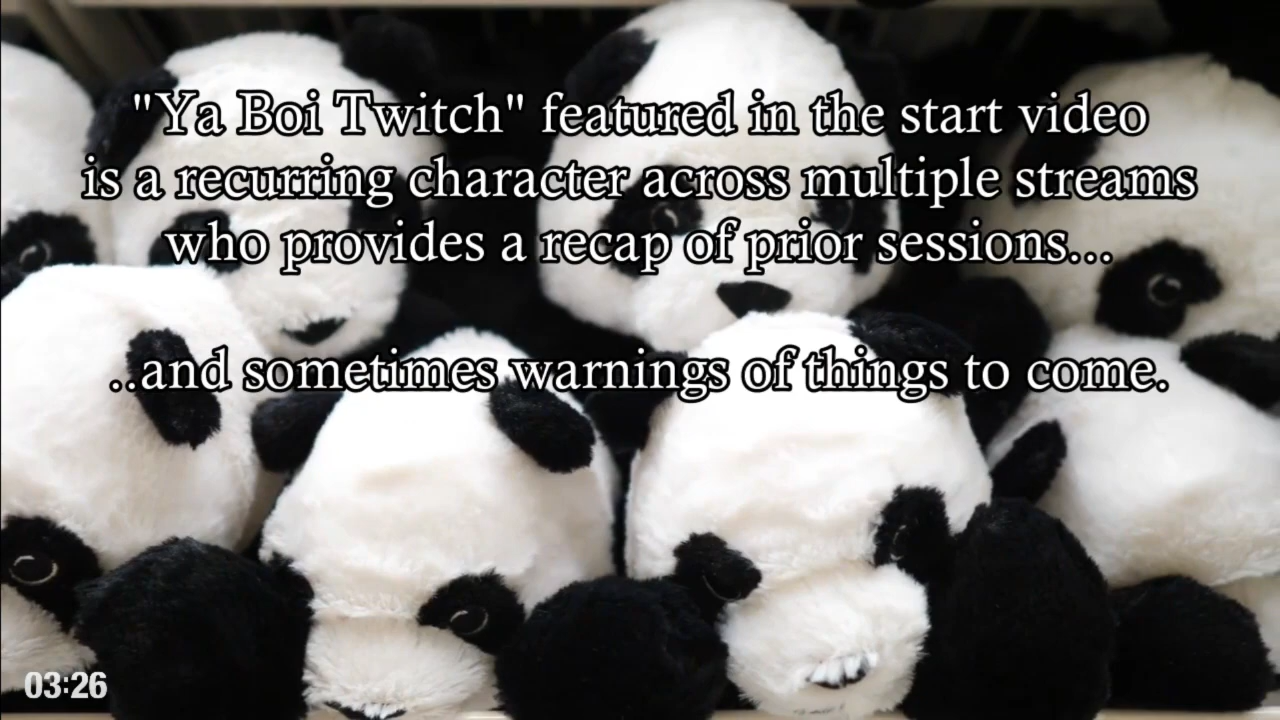 "Ya Boi Twitch" featured in the start video
is a recurring character across multiple streams
who provides a recap of prior sessions...
..and sometimes warnings of things to come.
03:26